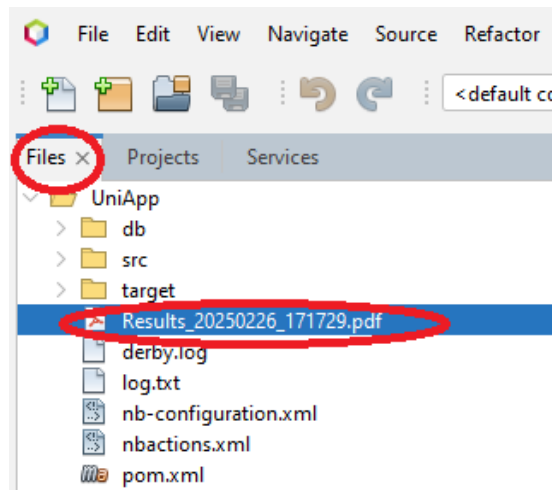 File Edit View Navigate Source Refactor
<default co
Files × Projects Services
UniApp
db
src
target
Results_20250226_171729.pdf
derby.log
log.txt
nb-configuration.xml
nbactions.xml
pom.xml